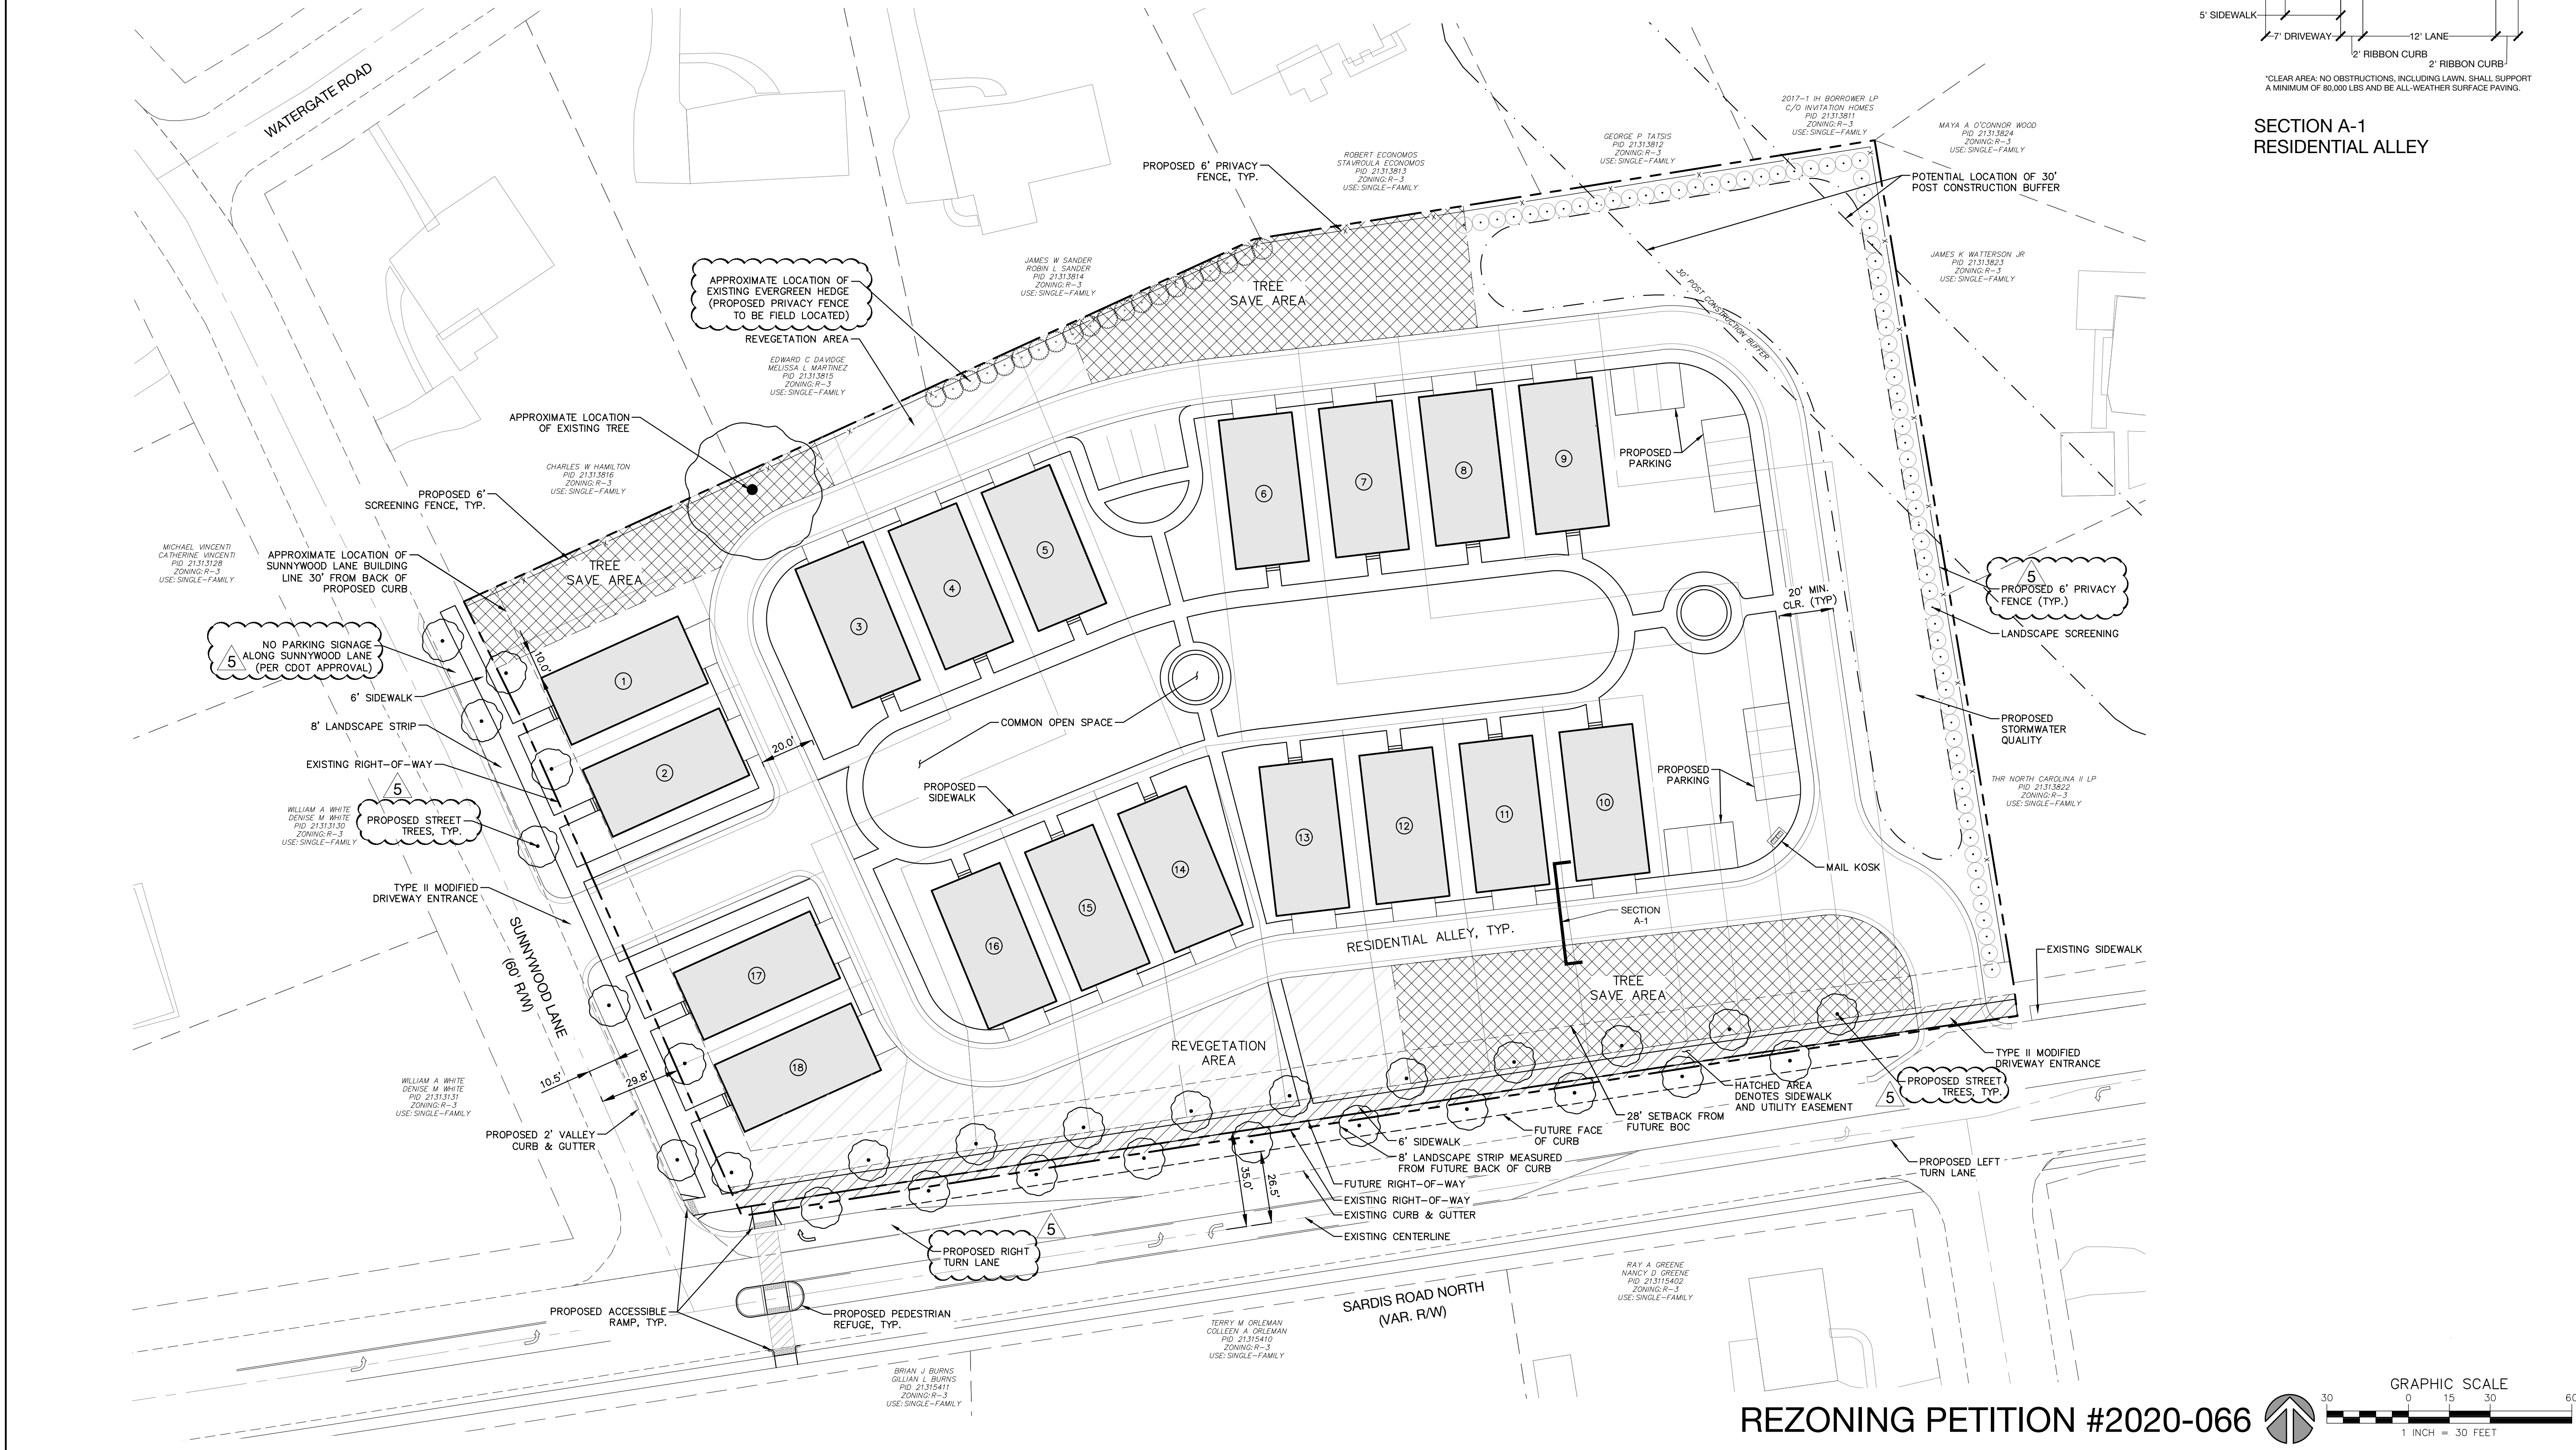 5' SIDEWALK
7' DRIVEWAY
12' LANE
2' RIBBON CURB
2' RIBBON CURB
*CLEAR AREA: NO OBSTRUCTIONS, INCLUDING LAWN. SHALL SUPPORT
A MINIMUM OF 80,000 LBS AND BE ALL-WEATHER SURFACE PAVING.
SECTION A-1
RESIDENTIAL ALLEY
WATERGATE ROAD
2017-1 IH BORROWER LP
C/O INVITATION HOMES
PID 21313811
ZONING: R-3
USE: SINGLE-FAMILY
MAYA A O'CONNOR WOOD
PID 21313824
ZONING: R-3
USE: SINGLE-FAMILY
GEORGE P TATSIS
PID 21313812
ZONING: R-3
USE: SINGLE-FAMILY
ROBERT ECONOMOS
STAVROULA ECONOMOS
PID 21313813
ZONING: R-3
USE: SINGLE-FAMILY
PROPOSED 6' PRIVACY
FENCE, TYP.
POTENTIAL LOCATION OF 30'
POST CONSTRUCTION BUFFER
JAMES K WATTERSON JR
PID 21313823
ZONING: R-3
USE: SINGLE-FAMILY
JAMES W SANDER
ROBIN L SANDER
PID 21313814
ZONING: R-3
USE: SINGLE-FAMILY
APPROXIMATE LOCATION OF
EXISTING EVERGREEN HEDGE
(PROPOSED PRIVACY FENCE
TO BE FIELD LOCATED)
REVEGETATION AREA
TREE
SAVE AREA
30' POST CONSTRUCTION BUFFER
EDWARD C DAVIDGE
MELISSA L MARTINEZ
PID 21313815
ZONING: R-3
USE: SINGLE-FAMILY
APPROXIMATE LOCATION
OF EXISTING TREE
CHARLES W HAMILTON
PID 21313816
ZONING: R-3
USE: SINGLE-FAMILY
PROPOSED 6'
SCREENING FENCE, TYP.
PROPOSED
PARKING
9
8
7
6
5
4
3
MICHAEL VINCENTI
CATHERINE VINCENTI
PID 21313128
ZONING: R-3
USE: SINGLE-FAMILY
APPROXIMATE LOCATION OF
SUNNYWOOD LANE BUILDING
LINE 30' FROM BACK OF
PROPOSED CURB
TREE
SAVE AREA
20' MIN.
CLR. (TYP)
5
PROPOSED 6' PRIVACY
FENCE (TYP.)
LANDSCAPE SCREENING
NO PARKING SIGNAGE
ALONG SUNNYWOOD LANE
(PER CDOT APPROVAL)
5
10.0'
1
6' SIDEWALK
8' LANDSCAPE STRIP
COMMON OPEN SPACE
PROPOSED
STORMWATER
QUALITY
EXISTING RIGHT-OF-WAY
5
2
20.0'
PROPOSED
SIDEWALK
PROPOSED
PARKING
THR NORTH CAROLINA II LP
PID 21313822
ZONING: R-3
USE: SINGLE-FAMILY
WILLIAM A WHITE
DENISE M WHITE
PID 21313130
ZONING: R-3
USE: SINGLE-FAMILY
PROPOSED STREET
TREES, TYP.
10
11
12
13
14
15
16
MAIL KOSK
TYPE II MODIFIED
DRIVEWAY ENTRANCE
SECTION
A-1
RESIDENTIAL ALLEY, TYP.
EXISTING SIDEWALK
SUNNYWOOD LANE
(60' R/W)
17
18
TREE
SAVE AREA
REVEGETATION
AREA
TYPE II MODIFIED
DRIVEWAY ENTRANCE
PROPOSED STREET
TREES, TYP.
5
10.5'
29.8'
WILLIAM A WHITE
DENISE M WHITE
PID 21313131
ZONING: R-3
USE: SINGLE-FAMILY
HATCHED AREA
DENOTES SIDEWALK
AND UTILITY EASEMENT
28' SETBACK FROM
FUTURE BOC
FUTURE FACE
OF CURB
PROPOSED 2' VALLEY
CURB & GUTTER
6' SIDEWALK
8' LANDSCAPE STRIP MEASURED
FROM FUTURE BACK OF CURB
FUTURE RIGHT-OF-WAY
EXISTING RIGHT-OF-WAY
EXISTING CURB & GUTTER
EXISTING CENTERLINE
PROPOSED LEFT
TURN LANE
35.0'
26.5'
5
PROPOSED RIGHT
TURN LANE
RAY A GREENE
NANCY D GREENE
PID 213115402
ZONING: R-3
USE: SINGLE-FAMILY
SARDIS ROAD NORTH
(VAR. R/W)
PROPOSED ACCESSIBLE
RAMP, TYP.
PROPOSED PEDESTRIAN
REFUGE, TYP.
TERRY M ORLEMAN
COLLEEN A ORLEMAN
PID 21315410
ZONING: R-3
USE: SINGLE-FAMILY
BRIAN J BURNS
GILLIAN L BURNS
PID 21315411
ZONING: R-3
USE: SINGLE-FAMILY
REZONING PETITION #2020-066
GRAPHIC SCALE
30 0 15 30 60
1 INCH = 30 FEET